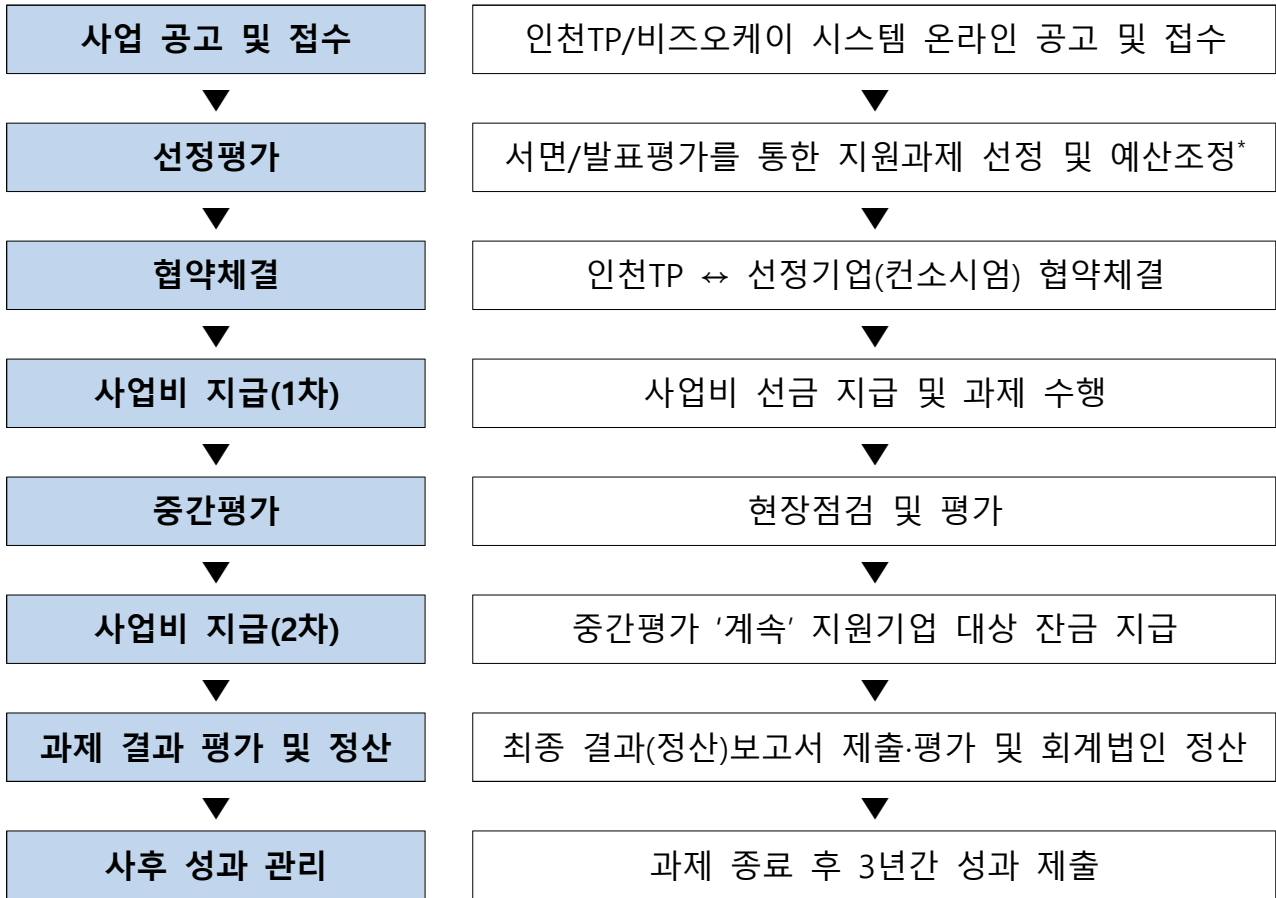 사업 공고 및 접수
인천TP/비즈오케이 시스템 온라인 공고 및 접수
▼ ▼
선정평가
서면/발표평가를 통한 지원과제 선정 및 예산조정*
▼ ▼
협약체결
인천TP ↔ 선정기업(컨소시엄) 협약체결
▼ ▼
사업비 지급(1차)
사업비 선금 지급 및 과제 수행
▼ ▼
중간평가
현장점검 및 평가
▼ ▼
사업비 지급(2차)
중간평가 '계속' 지원기업 대상 잔금 지급
▼ ▼
과제 결과 평가 및 정산
최종 결과(정산)보고서 제출·평가 및 회계법인 정산
▼ ▼
사후 성과 관리
과제 종료 후 3년간 성과 제출